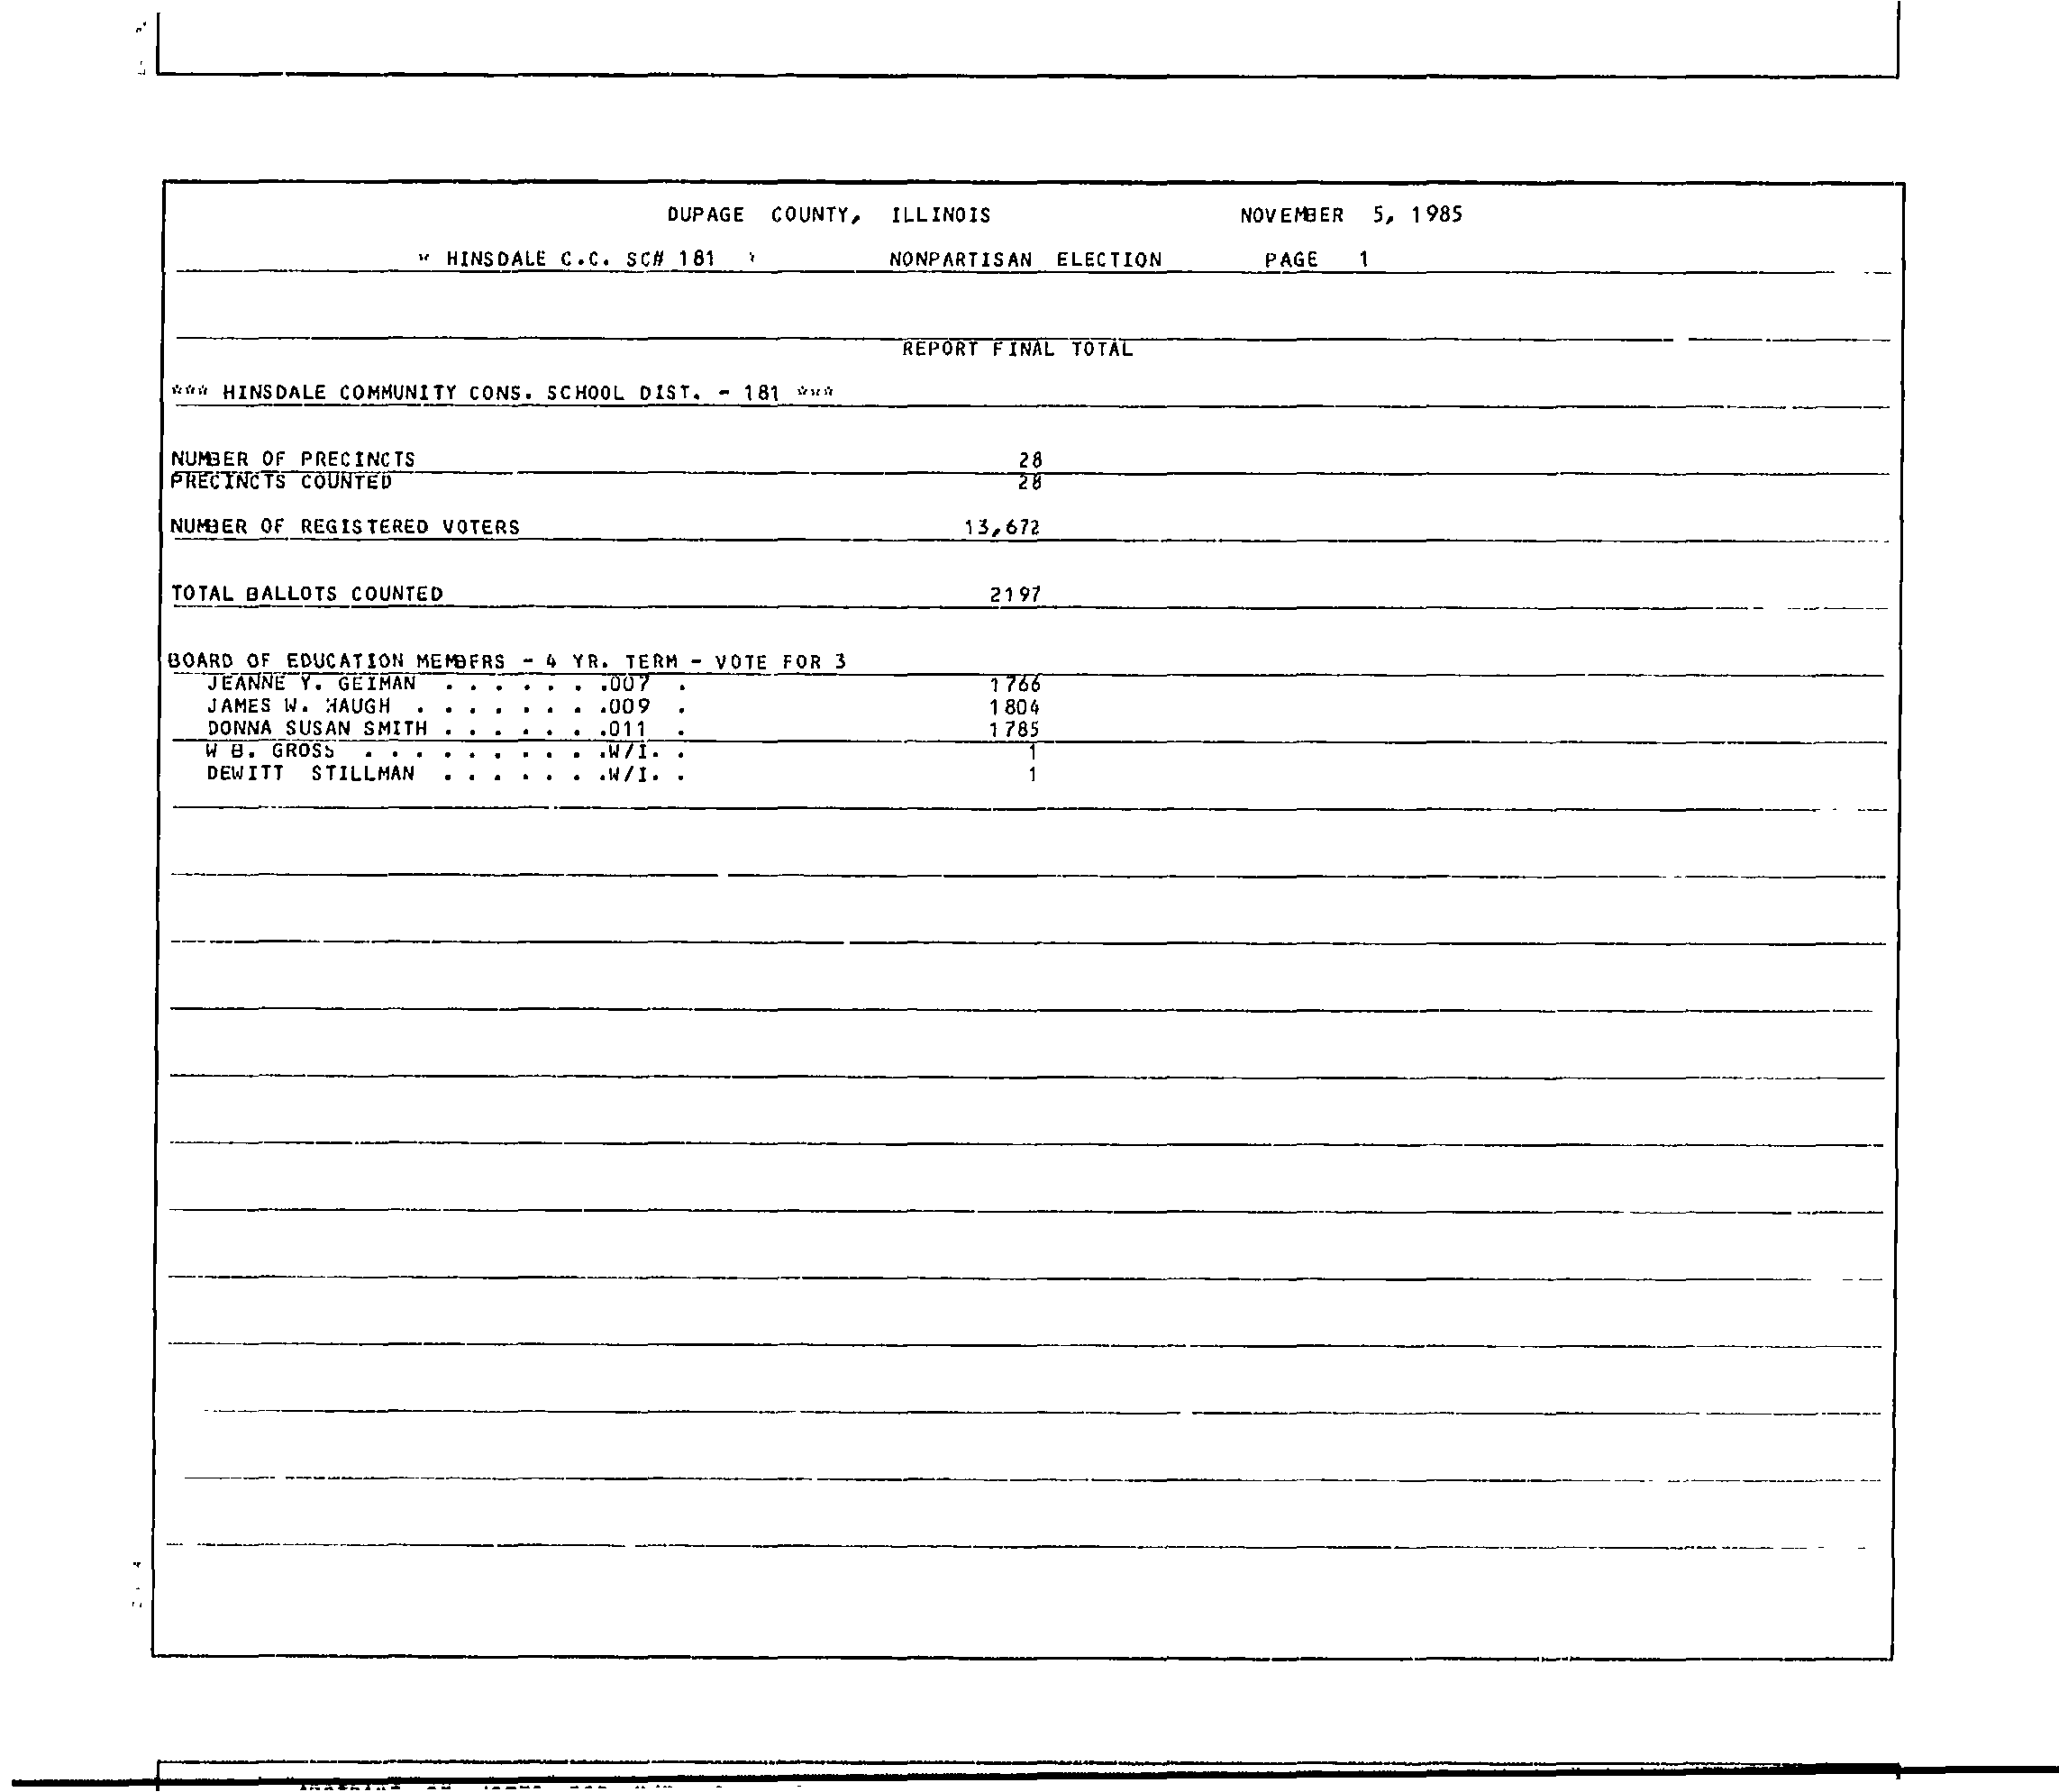 DUPAGE COUNTY, ILLINOIS NOVEMBER 5, 1985
* HINSDALE C.C. SC# 181 * NONPARTISAN ELECTION PAGE 1
REPORT FINAL TOTAL
*** HINSDALE COMMUNITY CONS. SCHOOL DIST. - 181 ***
NUMBER OF PRECINCTS 28
PRECINCTS COUNTED 28
NUMBER OF REGISTERED VOTERS 13,672
TOTAL BALLOTS COUNTED 2197
BOARD OF EDUCATION MEMBERS - 4 YR. TERM - VOTE FOR 3
JEANNE Y. GEIMAN . . . . . . .007 . 1766
JAMES W. HAUGH . . . . . . . .009 . 1804
DONNA SUSAN SMITH . . . . . . .011 . 1785
W B. GROSS . . . . . . . . . .W/I. . 1
DEWITT STILLMAN . . . . . . .W/I. . 1